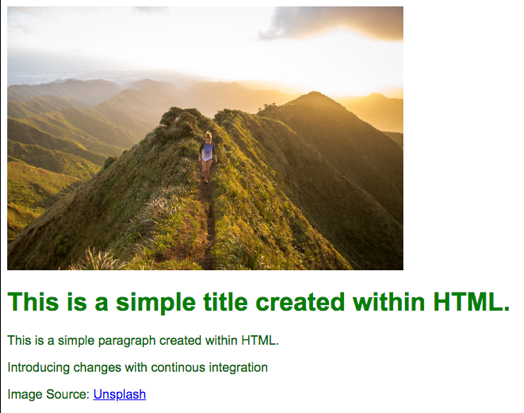 This is a simple title created within HTML.
This is a simple paragraph created within HTML.
Introducing changes with continous integration
Image Source: Unsplash